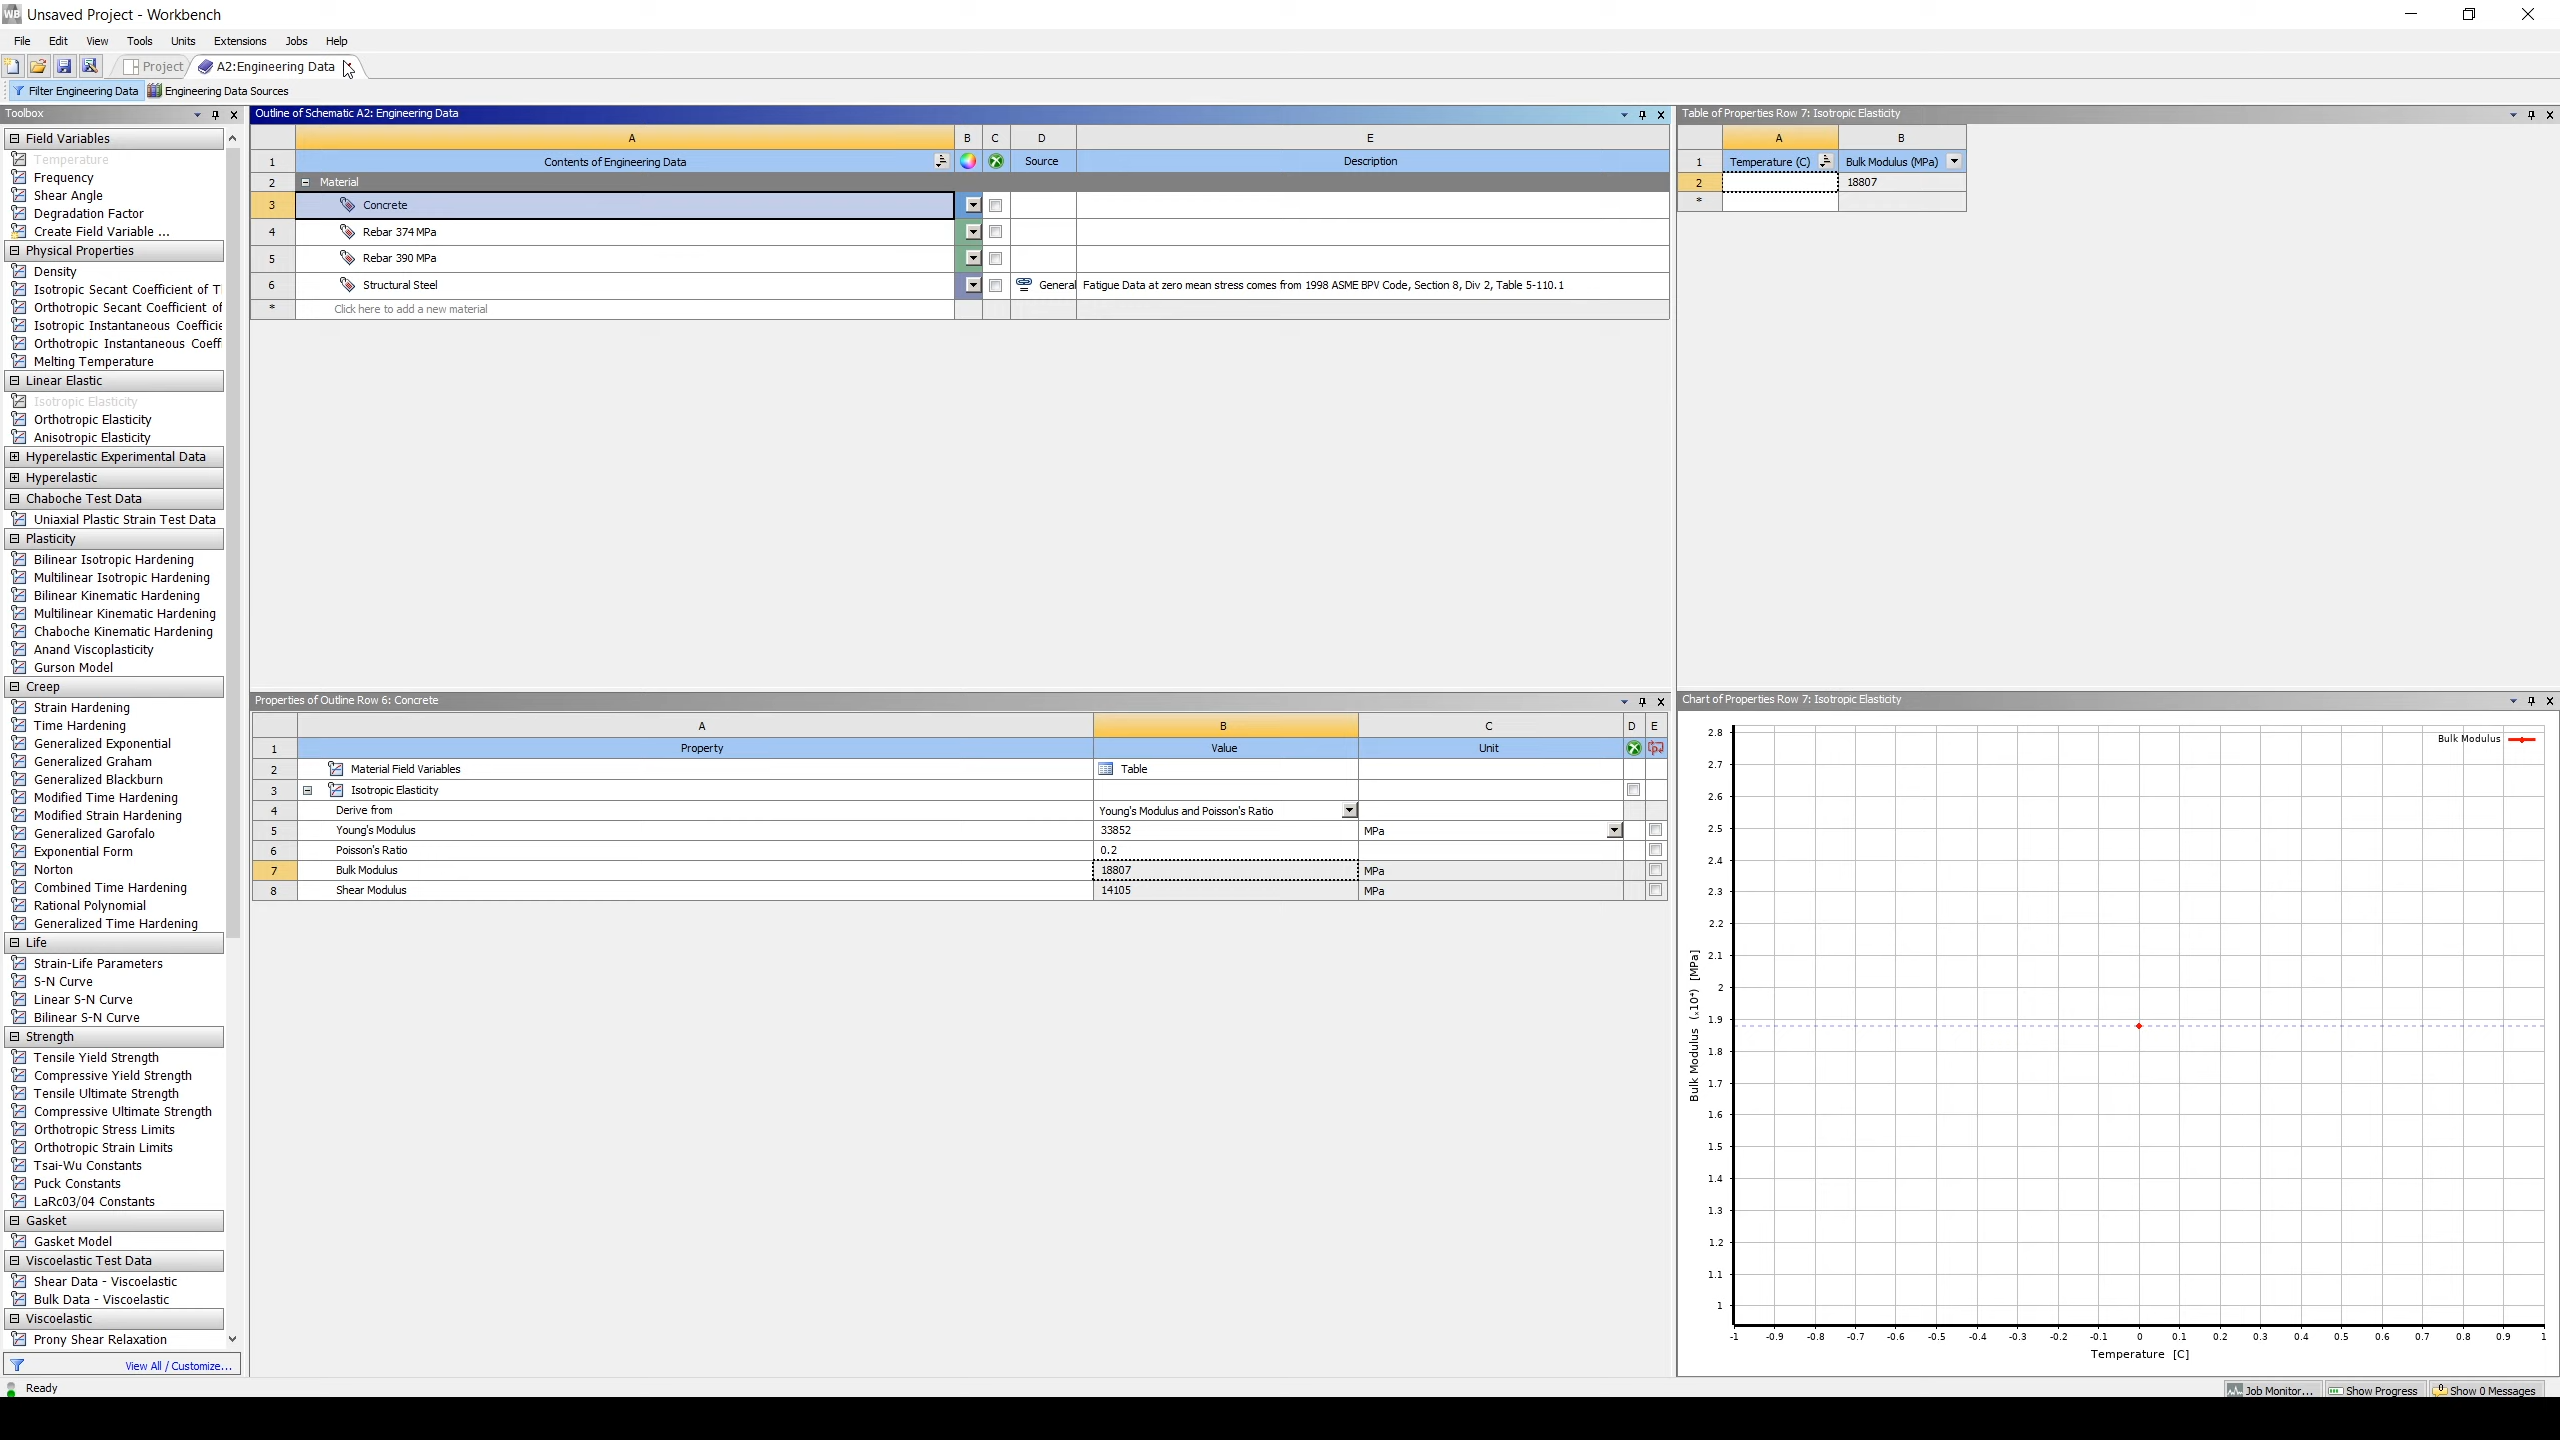 WB Unsaved Project - Workbench
File Edit View Tools Units Extensions Jobs Help
Project A2:Engineering Data
Filter Engineering Data Engineering Data Sources
Toolbox
Field Variables
Temperature
Frequency
Shear Angle
Degradation Factor
Create Field Variable ...
Physical Properties
Density
Isotropic Secant Coefficient of T
Orthotropic Secant Coefficient of
Isotropic Instantaneous Coefficie
Orthotropic Instantaneous Coeff
Melting Temperature
Linear Elastic
Isotropic Elasticity
Orthotropic Elasticity
Anisotropic Elasticity
Hyperelastic Experimental Data
Hyperelastic
Chaboche Test Data
Uniaxial Plastic Strain Test Data
Plasticity
Bilinear Isotropic Hardening
Multilinear Isotropic Hardening
Bilinear Kinematic Hardening
Multilinear Kinematic Hardening
Chaboche Kinematic Hardening
Anand Viscoplasticity
Gurson Model
Creep
Strain Hardening
Time Hardening
Generalized Exponential
Generalized Graham
Generalized Blackburn
Modified Time Hardening
Modified Strain Hardening
Generalized Garofalo
Exponential Form
Norton
Combined Time Hardening
Rational Polynomial
Generalized Time Hardening
Life
Strain-Life Parameters
S-N Curve
Linear S-N Curve
Bilinear S-N Curve
Strength
Tensile Yield Strength
Compressive Yield Strength
Tensile Ultimate Strength
Compressive Ultimate Strength
Orthotropic Stress Limits
Orthotropic Strain Limits
Tsai-Wu Constants
Puck Constants
LaRc03/04 Constants
Gasket
Gasket Model
Viscoelastic Test Data
Shear Data - Viscoelastic
Bulk Data - Viscoelastic
Viscoelastic
Prony Shear Relaxation
View All / Customize...
Outline of Schematic A2: Engineering Data
A B C D E
1 Contents of Engineering Data Source Description
2 Material
3 Concrete
4 Rebar 374 MPa
5 Rebar 390 MPa
6 Structural Steel General Fatigue Data at zero mean stress comes from 1998 ASME BPV Code, Section 8, Div 2, Table 5-110.1
* Click here to add a new material
Properties of Outline Row 6: Concrete
A B C D E
1 Property Value Unit
2 Material Field Variables Table
3 Isotropic Elasticity
4 Derive from Young's Modulus and Poisson's Ratio
5 Young's Modulus 33852 MPa
6 Poisson's Ratio 0.2
7 Bulk Modulus 18807 MPa
8 Shear Modulus 14105 MPa
Table of Properties Row 7: Isotropic Elasticity
A B
1 Temperature (C) Bulk Modulus (MPa)
2 18807
*
Chart of Properties Row 7: Isotropic Elasticity
Bulk Modulus
2.8
2.7
2.6
2.5
2.4
2.3
2.2
2.1
2
1.9
1.8
1.7
1.6
1.5
1.4
1.3
1.2
1.1
1
Bulk Modulus (.10⁴) [MPa]
-1 -0.9 -0.8 -0.7 -0.6 -0.5 -0.4 -0.3 -0.2 -0.1 0 0.1 0.2 0.3 0.4 0.5 0.6 0.7 0.8 0.9 1
Temperature [C]
Ready
Job Monitor... Show Progress Show 0 Messages